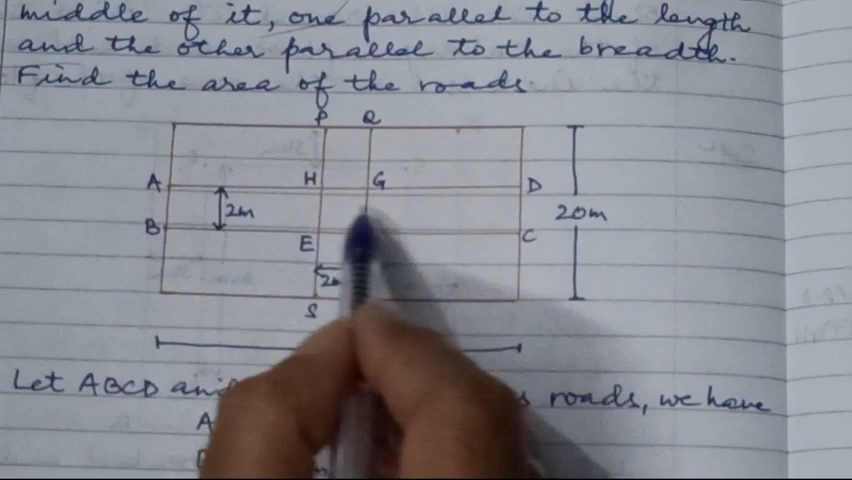 middle of it, one parallel to the length
and the other parallel to the breadth.
Find the area of the roads.
P Q
A H G D
2m 20m
B E C
S
Let ABCD roads, we have
A